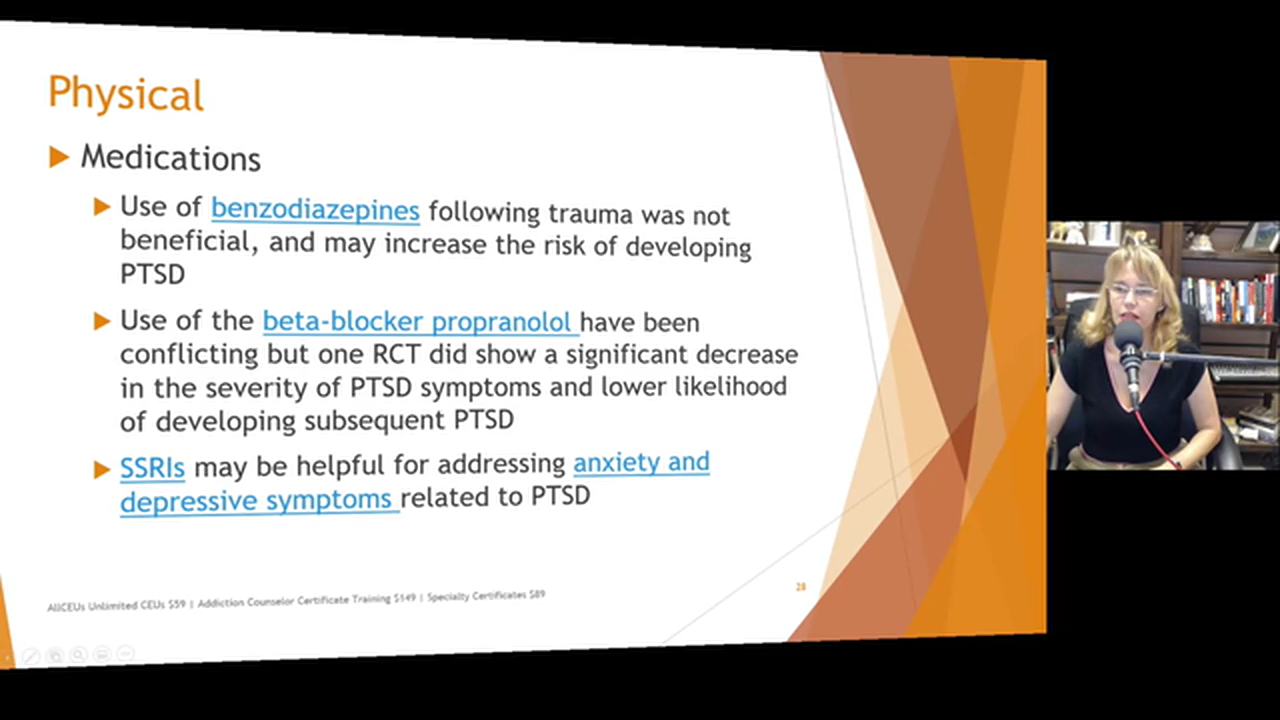 Physical
Medications
Use of benzodiazepines following trauma was not
beneficial, and may increase the risk of developing
PTSD
Use of the beta-blocker propranolol have been
conflicting but one RCT did show a significant decrease
in the severity of PTSD symptoms and lower likelihood
of developing subsequent PTSD
SSRIs may be helpful for addressing anxiety and
depressive symptoms related to PTSD
AllCEUs Unlimited CEUs $59 | Addiction Counselor Certificate Training $149 | Specialty Certificates $89
28